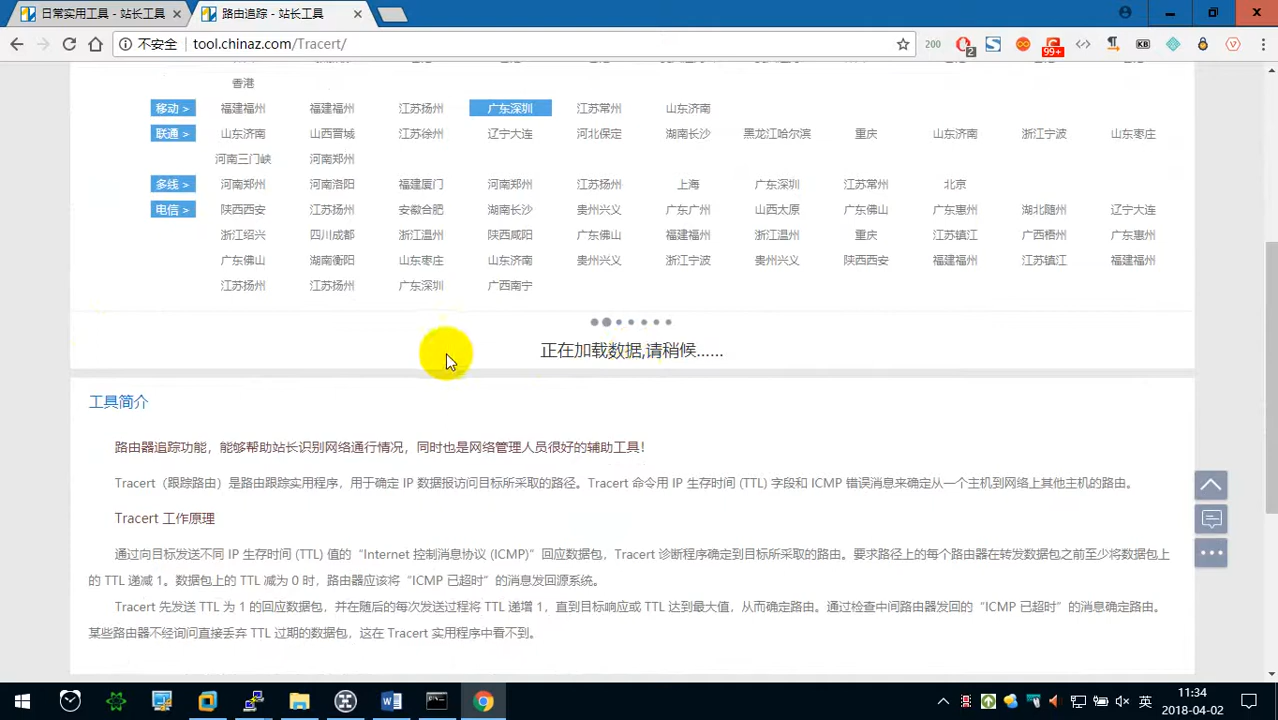 日常实用工具 - 站长工具
路由追踪 - 站长工具
不安全 tool.chinaz.com/Tracert/
200
2
99+
KB
香港
移动 > 福建福州 福建福州 江苏扬州 广东深圳 江苏常州 山东济南
联通 > 山东济南 山西晋城 江苏徐州 辽宁大连 河北保定 湖南长沙 黑龙江哈尔滨 重庆 山东济南 浙江宁波 山东枣庄
河南三门峡 河南郑州
多线 > 河南郑州 河南洛阳 福建厦门 河南郑州 江苏扬州 上海 广东深圳 江苏常州 北京
电信 > 陕西西安 江苏扬州 安徽合肥 湖南长沙 贵州兴义 广东广州 山西太原 广东佛山 广东惠州 湖北随州 辽宁大连
浙江绍兴 四川成都 浙江温州 陕西咸阳 广东佛山 福建福州 浙江温州 重庆 江苏镇江 广西梧州 广东惠州
广东佛山 湖南衡阳 山东枣庄 山东济南 贵州兴义 浙江宁波 贵州兴义 陕西西安 福建福州 江苏镇江 福建福州
江苏扬州 江苏扬州 广东深圳 广西南宁
正在加载数据,请稍候......
工具简介
路由器追踪功能，能够帮助站长识别网络通行情况，同时也是网络管理人员很好的辅助工具！
Tracert（跟踪路由）是路由跟踪实用程序，用于确定 IP 数据报访问目标所采取的路径。Tracert 命令用 IP 生存时间 (TTL) 字段和 ICMP 错误消息来确定从一个主机到网络上其他主机的路由。
Tracert 工作原理
通过向目标发送不同 IP 生存时间 (TTL) 值的“Internet 控制消息协议 (ICMP)”回应数据包，Tracert 诊断程序确定到目标所采取的路由。要求路径上的每个路由器在转发数据包之前至少将数据包上
的 TTL 递减 1。数据包上的 TTL 减为 0 时，路由器应该将“ICMP 已超时”的消息发回源系统。
Tracert 先发送 TTL 为 1 的回应数据包，并在随后的每次发送过程将 TTL 递增 1，直到目标响应或 TTL 达到最大值，从而确定路由。通过检查中间路由器发回的“ICMP 已超时”的消息确定路由。
某些路由器不经询问直接丢弃 TTL 过期的数据包，这在 Tracert 实用程序中看不到。
英
11:34
2018-04-02